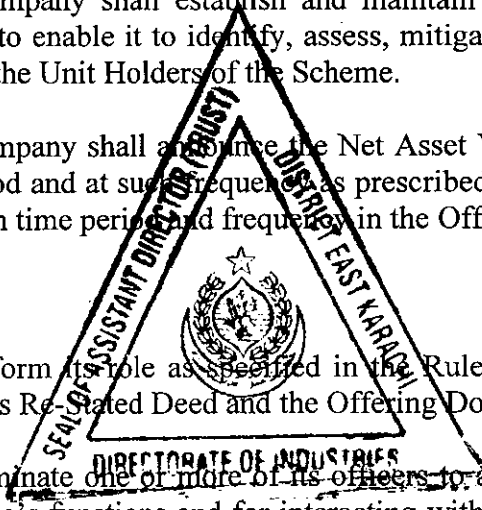 ompany shall establish and maintain
to enable it to identify, assess, mitiga
the Unit Holders of the Scheme.
mpany shall announce the Net Asset
od and at such frequency as prescribed
n time period and frequency in the Off
form its role as specified in the Rule
s Re-Stated Deed and the Offering Do
minate one or more of its officers to a
functions and for interacting with
SEAL OF ASSISTANT DIRECTOR (TRUST)
DISTRICT EAST KARACHI
DIRECTORATE OF INDUSTRIES